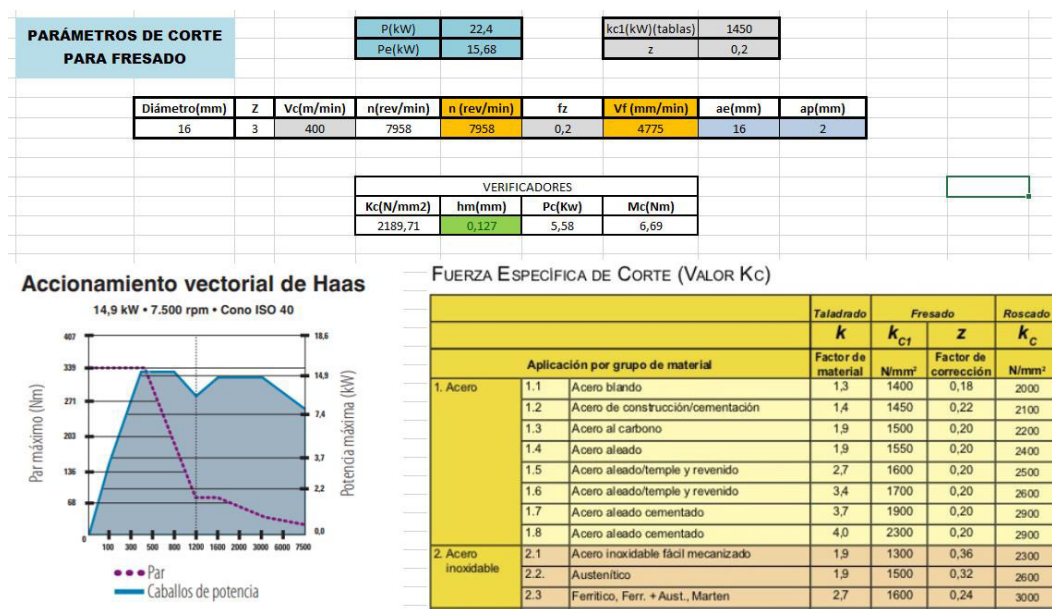 PARÁMETROS DE CORTE
PARA FRESADO
P(kW) 22,4
Pe(kW) 15,68
kc1(kW)(tablas) 1450
z 0,2
Diámetro(mm) Z Vc(m/min) n(rev/min) n (rev/min) fz Vf (mm/min) ae(mm) ap(mm)
16 3 400 7958 7958 0,2 4775 16 2
VERIFICADORES
Kc(N/mm2) hm(mm) Pc(Kw) Mc(Nm)
2189,71 0,127 5,58 6,69
Accionamiento vectorial de Haas
14,9 kW • 7.500 rpm • Cono ISO 40
Par máximo (Nm)
407
339
271
203
136
68
0
18,6
14,9
7,4
3,7
2,2
0,0
Potencia máxima (kW)
100 300 500 800 1200 1600 2000 3000 6000 7500
Par
Caballos de potencia
FUERZA ESPECÍFICA DE CORTE (VALOR KC)
Taladrado Fresado Roscado
k kC1 z kC
Aplicación por grupo de material Factor de material N/mm² Factor de corrección N/mm²
1. Acero 1.1 Acero blando 1,3 1400 0,18 2000
1.2 Acero de construcción/cementación 1,4 1450 0,22 2100
1.3 Acero al carbono 1,9 1500 0,20 2200
1.4 Acero aleado 1,9 1550 0,20 2400
1.5 Acero aleado/temple y revenido 2,7 1600 0,20 2500
1.6 Acero aleado/temple y revenido 3,4 1700 0,20 2600
1.7 Acero aleado cementado 3,7 1900 0,20 2900
1.8 Acero aleado cementado 4,0 2300 0,20 2900
2. Acero inoxidable 2.1 Acero inoxidable fácil mecanizado 1,9 1300 0,36 2300
2.2. Austenítico 1,9 1500 0,32 2600
2.3 Ferritico, Ferr. + Aust., Marten 2,7 1600 0,24 3000